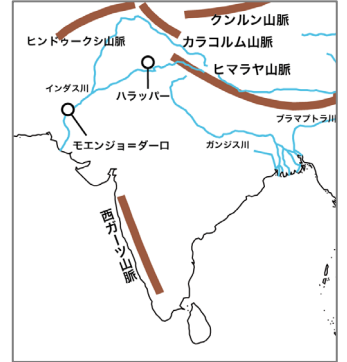 クンルン山脈
ヒンドゥークシ山脈
カラコルム山脈
ヒマラヤ山脈
インダス川
ハラッパー
ブラマプトラ川
モエンジョ=ダーロ
ガンジス川
西ガーツ山脈